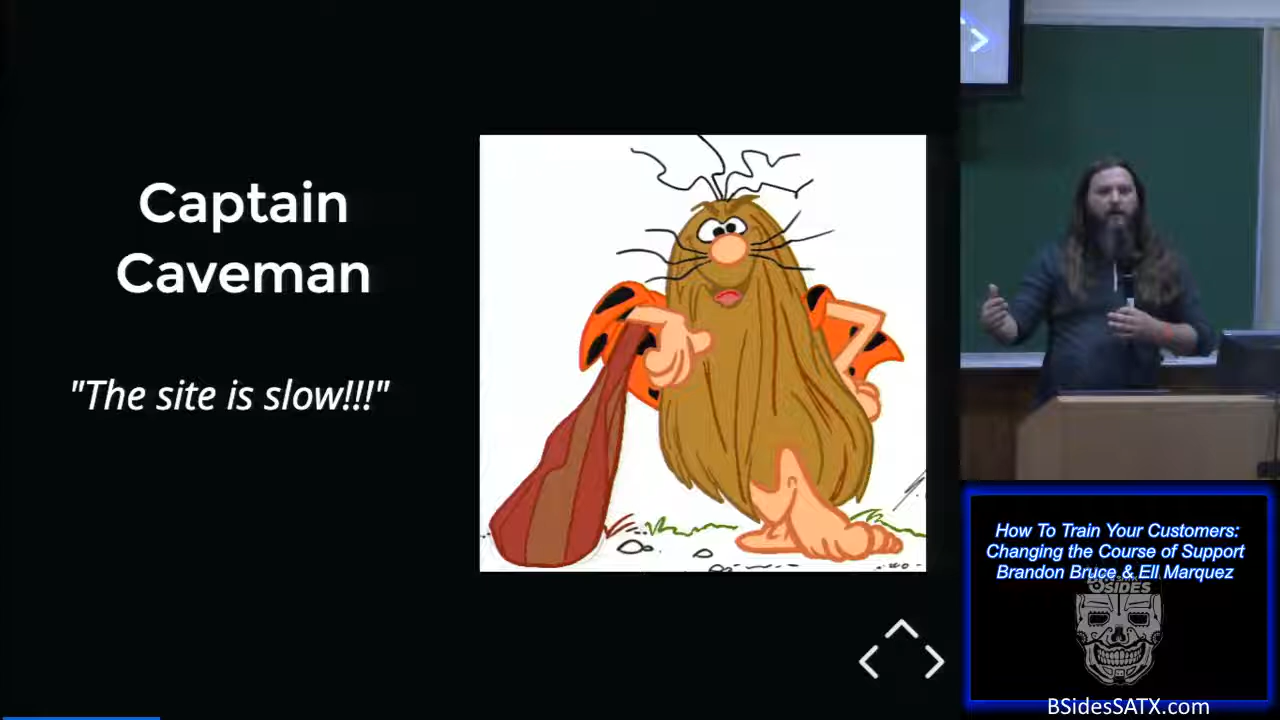 Captain
Caveman
"The site is slow!!!"
How To Train Your Customers:
Changing the Course of Support
Brandon Bruce & Ell Marquez
BSIDES
BSidesSATX.com